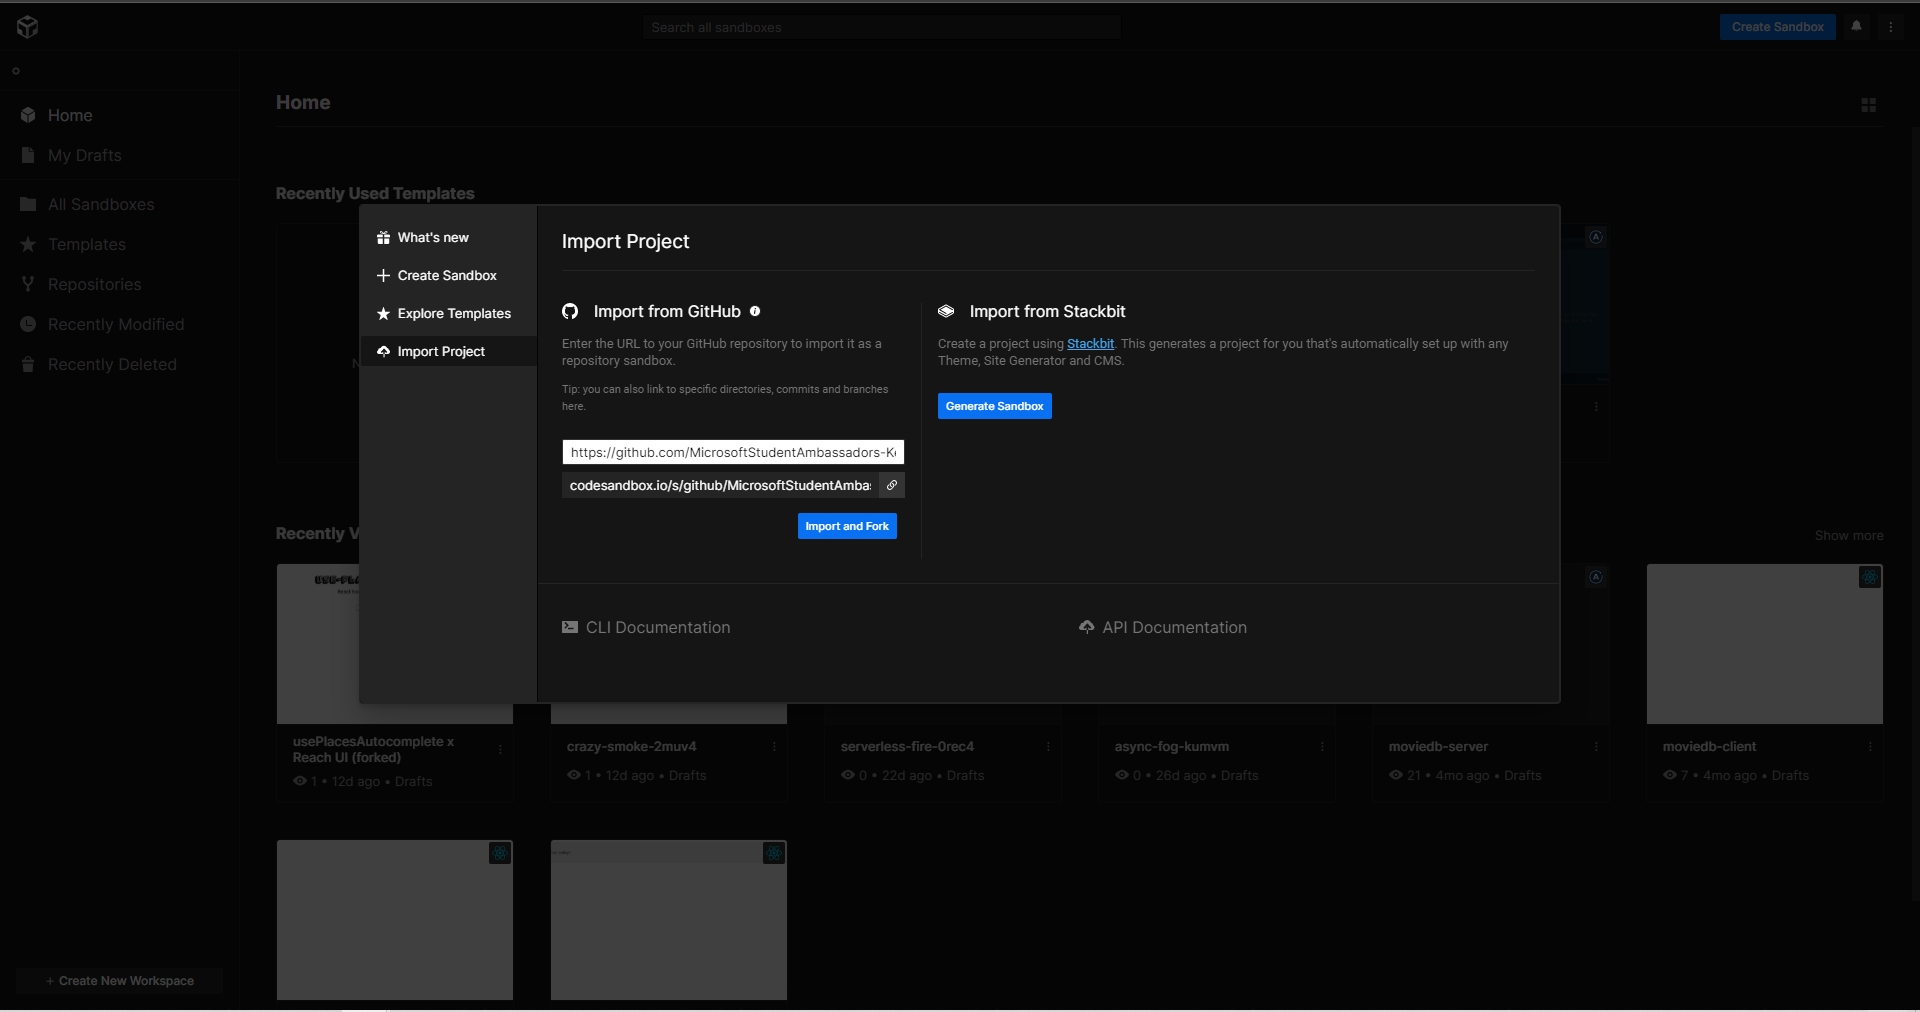 Search all sandboxes
Create Sandbox
Home
My Drafts
All Sandboxes
Templates
Repositories
Recently Modified
Recently Deleted
+ Create New Workspace
Home
Recently Used Templates
What's new
Create Sandbox
Explore Templates
Import Project
Import Project
Import from GitHub
Enter the URL to your GitHub repository to import it as a
repository sandbox.
Tip: you can also link to specific directories, commits and branches
here.
https://github.com/MicrosoftStudentAmbassadors-K
codesandbox.io/s/github/MicrosoftStudentAmbas
Import and Fork
Import from Stackbit
Create a project using Stackbit. This generates a project for you that's automatically set up with any
Theme, Site Generator and CMS.
Generate Sandbox
CLI Documentation
API Documentation
Recently V
Show more
usePlacesAutocomplete x
Reach UI (forked)
1 • 12d ago • Drafts
crazy-smoke-2muv4
1 • 12d ago • Drafts
serverless-fire-0rec4
0 • 22d ago • Drafts
async-fog-kumvm
0 • 26d ago • Drafts
moviedb-server
21 • 4mo ago • Drafts
moviedb-client
7 • 4mo ago • Drafts